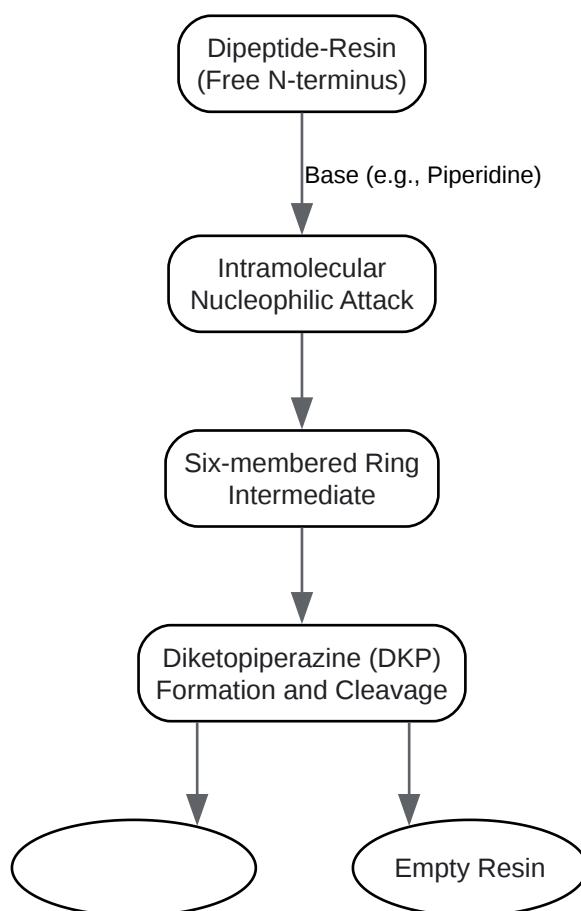 Dipeptide-Resin
(Free N-terminus)
Base (e.g., Piperidine)
Intramolecular
Nucleophilic Attack
Six-membered Ring
Intermediate
Diketopiperazine (DKP)
Formation and Cleavage
Empty Resin